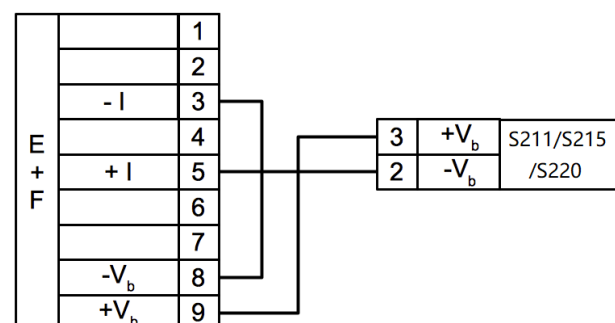 E
+
F
1
2
- I 3
4
+ I 5
6
7
-Vb 8
+Vb 9
3 +Vb S211/S215
2 -Vb /S220